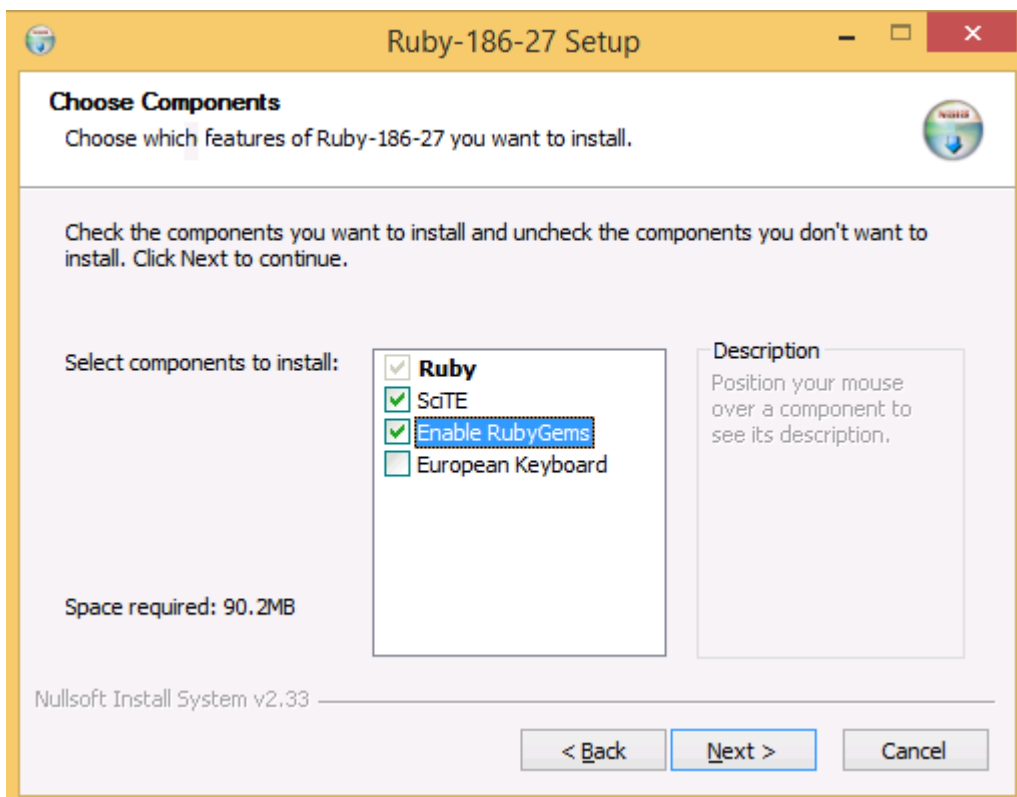 Ruby-186-27 Setup
Choose Components
Choose which features of Ruby-186-27 you want to install.
NSIS
Check the components you want to install and uncheck the components you don't want to
install. Click Next to continue.
Select components to install:
Ruby
SciTE
Enable RubyGems
European Keyboard
Description
Position your mouse
over a component to
see its description.
Space required: 90.2MB
Nullsoft Install System v2.33
< Back
Next >
Cancel